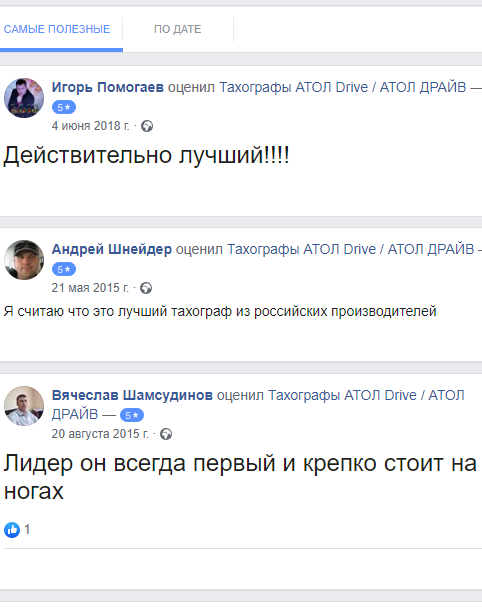 САМЫЕ ПОЛЕЗНЫЕ
ПО ДАТЕ
Игорь Помогаев оценил Тахографы АТОЛ Drive / АТОЛ ДРАЙВ —
5★
4 июня 2018 г. ·
Действительно лучший!!!!
Андрей Шнейдер оценил Тахографы АТОЛ Drive / АТОЛ ДРАЙВ -
5★
21 мая 2015 г. ·
Я считаю что это лучший тахограф из российских производителей
Вячеслав Шамсудинов оценил Тахографы АТОЛ Drive / АТОЛ
ДРАЙВ — 5★
20 августа 2015 г. ·
Лидер он всегда первый и крепко стоит на
ногах
1